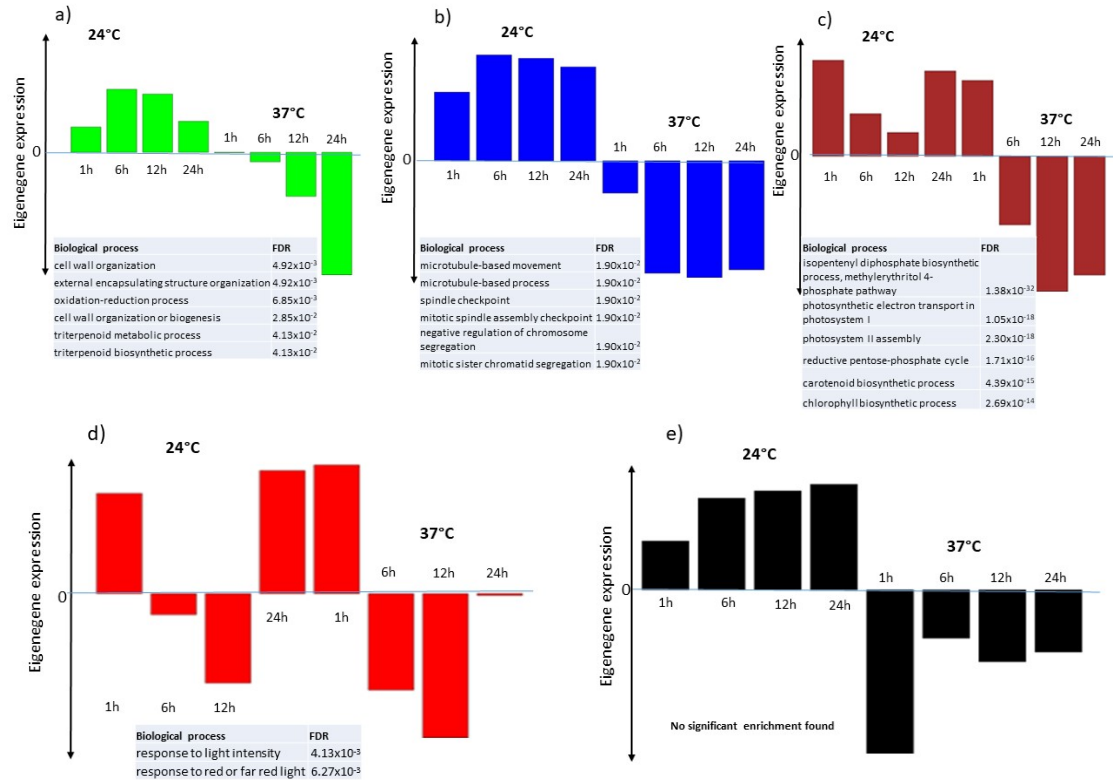 a)
24°C
Eigenegene expression
0
1h 6h 12h 24h
37°C
1h 6h 12h 24h
Biological process FDR
cell wall organization 4.92x10⁻³
external encapsulating structure organization 4.92x10⁻³
oxidation-reduction process 6.85x10⁻³
cell wall organization or biogenesis 2.85x10⁻²
triterpenoid metabolic process 4.13x10⁻²
triterpenoid biosynthetic process 4.13x10⁻²
b)
24°C
Eigenegene expression
0
1h 6h 12h 24h
37°C
1h 6h 12h 24h
Biological process FDR
microtubule-based movement 1.90x10⁻²
microtubule-based process 1.90x10⁻²
spindle checkpoint 1.90x10⁻²
mitotic spindle assembly checkpoint 1.90x10⁻²
negative regulation of chromosome
segregation 1.90x10⁻²
mitotic sister chromatid segregation 1.90x10⁻²
c)
24°C
Eigenegene expression
0
1h 6h 12h 24h 1h
37°C
6h 12h 24h
Biological process FDR
isopentenyl diphosphate biosynthetic
process, methylerythritol 4-
phosphate pathway 1.38x10⁻³²
photosynthetic electron transport in
photosystem I 1.05x10⁻¹⁸
photosystem II assembly 2.30x10⁻¹⁸
reductive pentose-phosphate cycle 1.71x10⁻¹⁶
carotenoid biosynthetic process 4.39x10⁻¹⁵
chlorophyll biosynthetic process 2.69x10⁻¹⁴
d)
24°C
Eigenegene expression
0
37°C
6h 12h 24h
24h 1h
1h 6h 12h
Biological process FDR
response to light intensity 4.13x10⁻³
response to red or far red light 6.27x10⁻³
e)
24°C
Eigenegene expression
0
37°C
1h 6h 12h 24h
1h 6h 12h 24h
No significant enrichment found